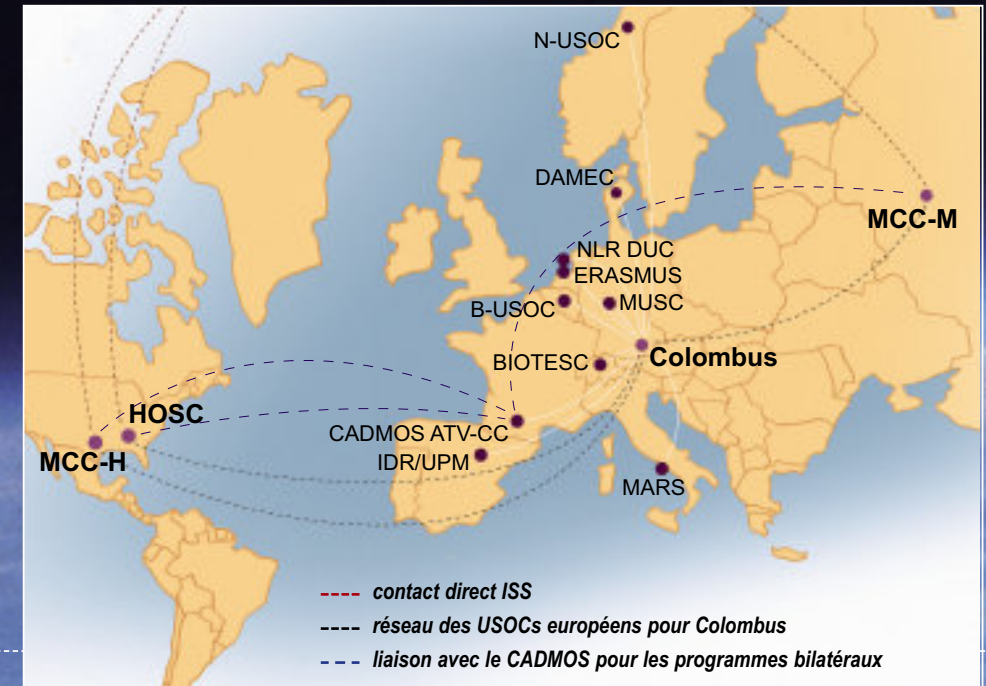 N-USOC
DAMEC
MCC-M
NLR DUC
ERASMUS
B-USOC
MUSC
Colombus
BIOTESC
HOSC
CADMOS ATV-CC
MCC-H
IDR/UPM
MARS
contact direct ISS
réseau des USOCs européens pour Colombus
liaison avec le CADMOS pour les programmes bilatéraux